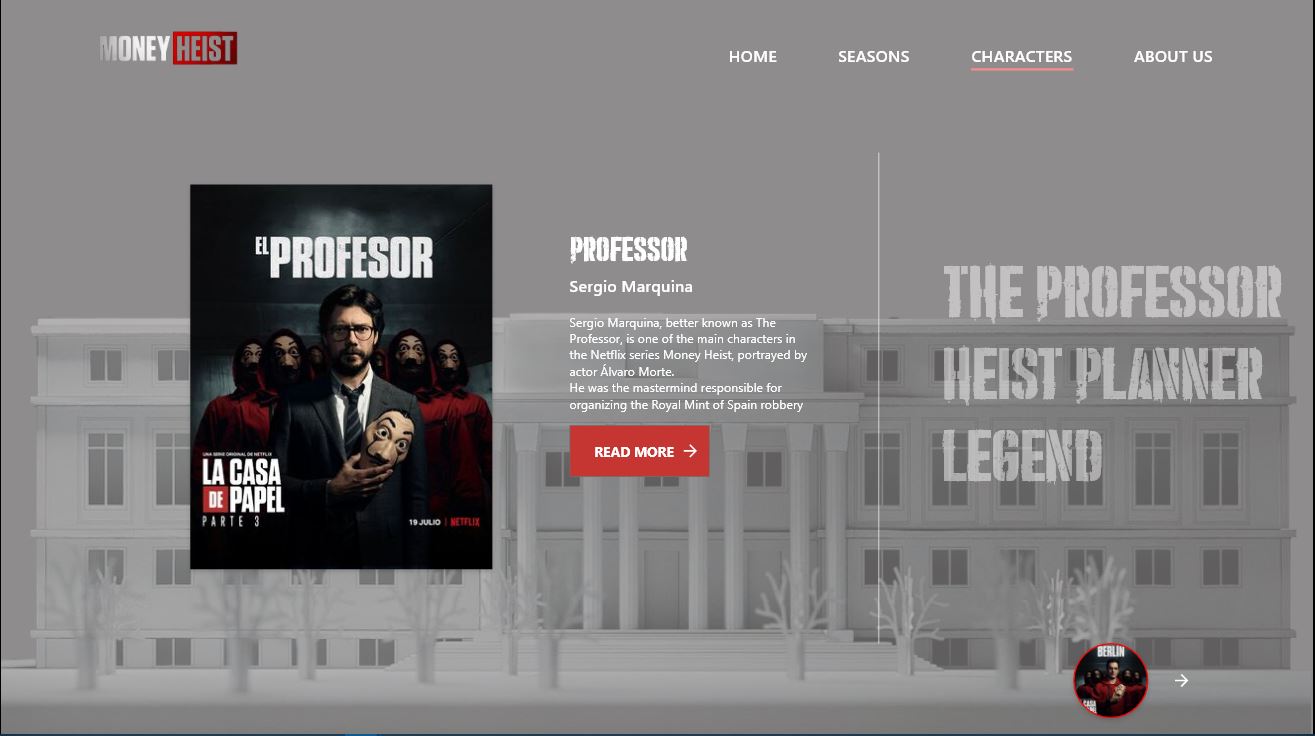 MONEY HEIST
HOME
SEASONS
CHARACTERS
ABOUT US
EL PROFESOR
UNA SERIE ORIGINAL DE NETFLIX
LA CASA
DE PAPEL
PARTE 3
19 JULIO | NETFLIX
PROFESSOR
Sergio Marquina
Sergio Marquina, better known as The
Professor, is one of the main characters in
the Netflix series Money Heist, portrayed by
actor Álvaro Morte.
He was the mastermind responsible for
organizing the Royal Mint of Spain robbery
READ MORE →
THE PROFESSOR
HEIST PLANNER
LEGEND
BERLIN
→